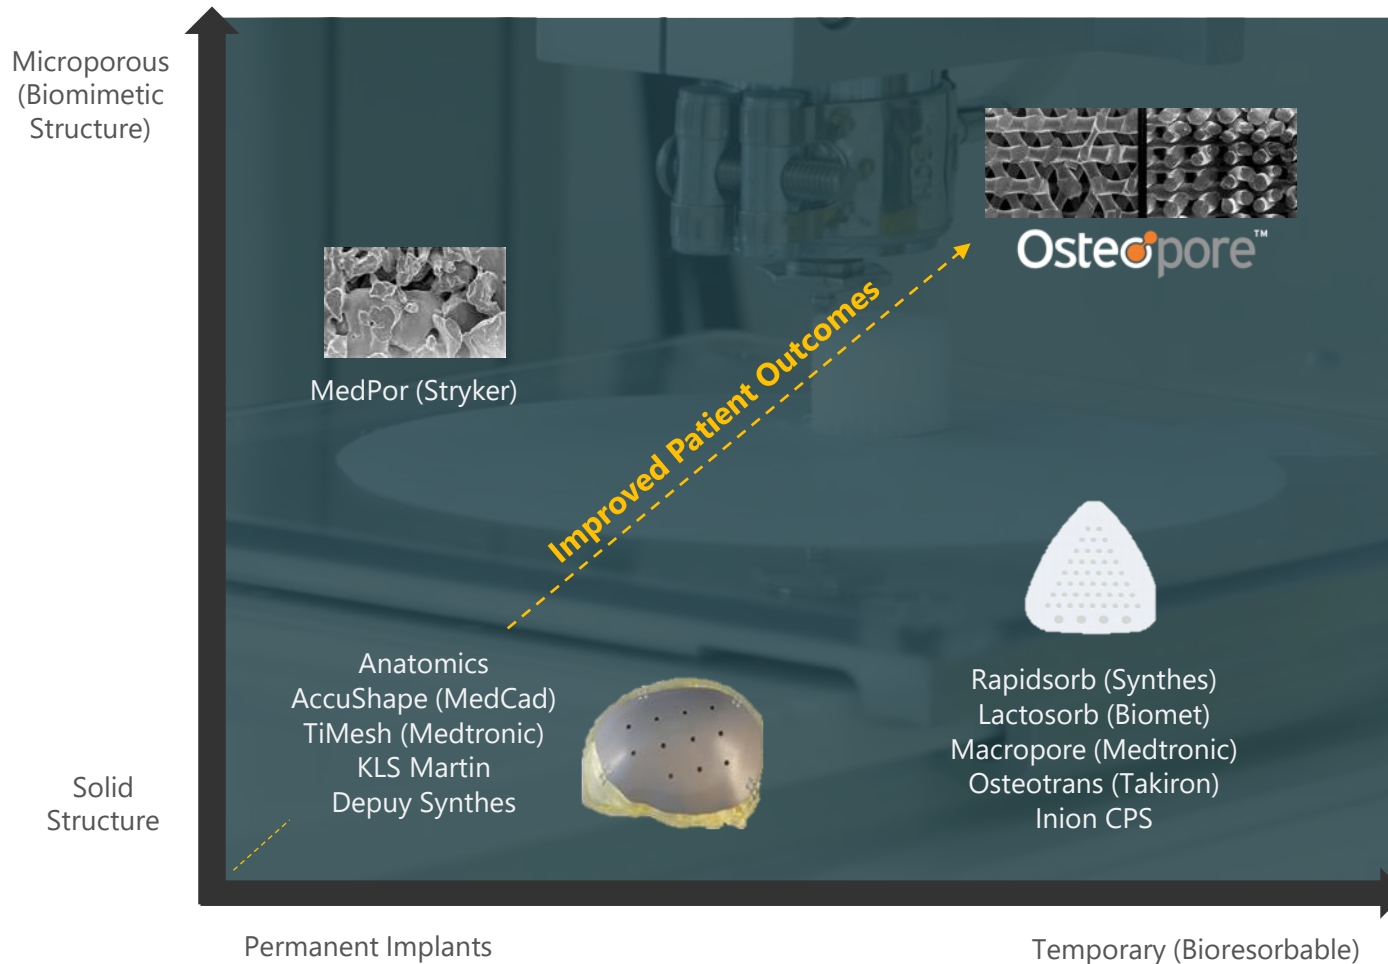 Microporous
(Biomimetic
Structure)
Osteopore™
MedPor (Stryker)
Improved Patient Outcomes
Anatomics
AccuShape (MedCad)
TiMesh (Medtronic)
KLS Martin
Depuy Synthes
Rapidsorb (Synthes)
Lactosorb (Biomet)
Macropore (Medtronic)
Osteotrans (Takiron)
Inion CPS
Solid
Structure
Permanent Implants
Temporary (Bioresorbable)